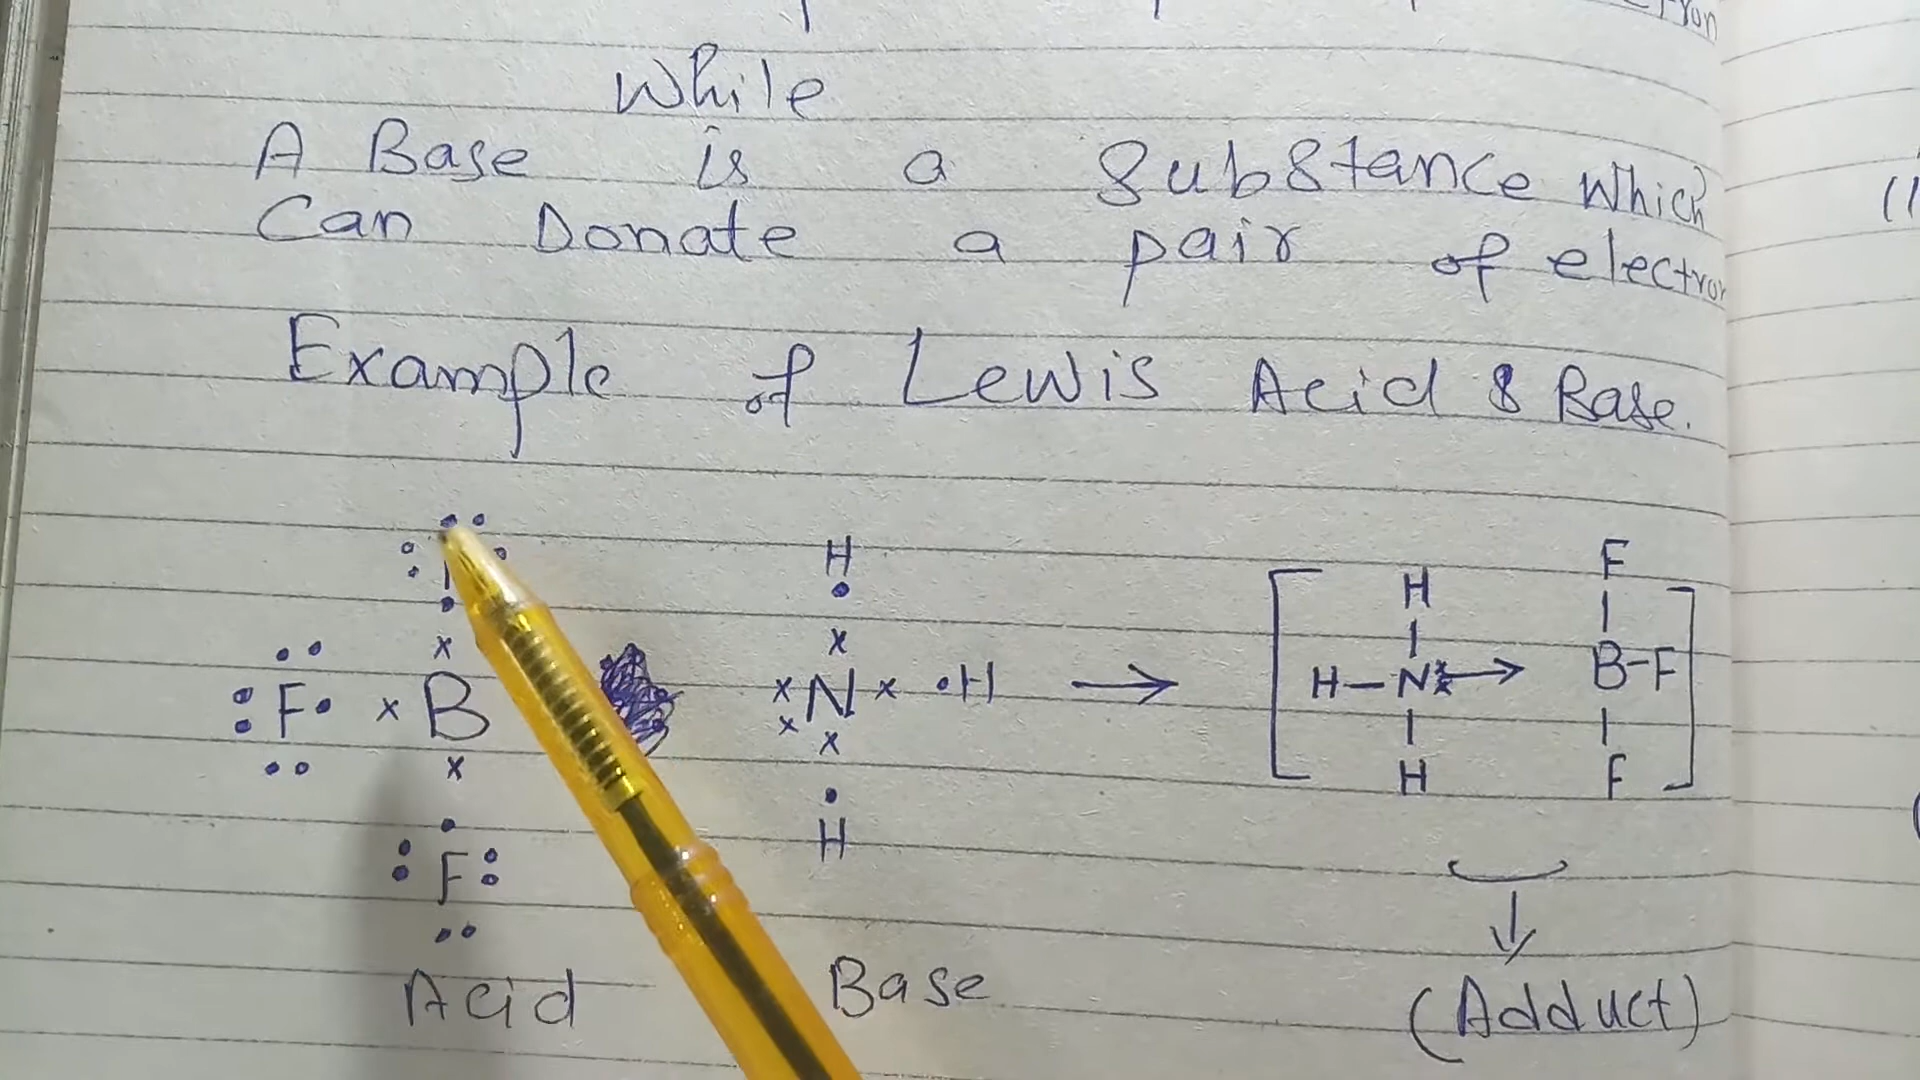 While
A Base is a Substance Which
Can Donate a pair of electron
Example of Lewis Acid & Base.
H
F
H
F x B x N x H → H—N→ B-F
x
H
F
H
F
Acid Base (Adduct)